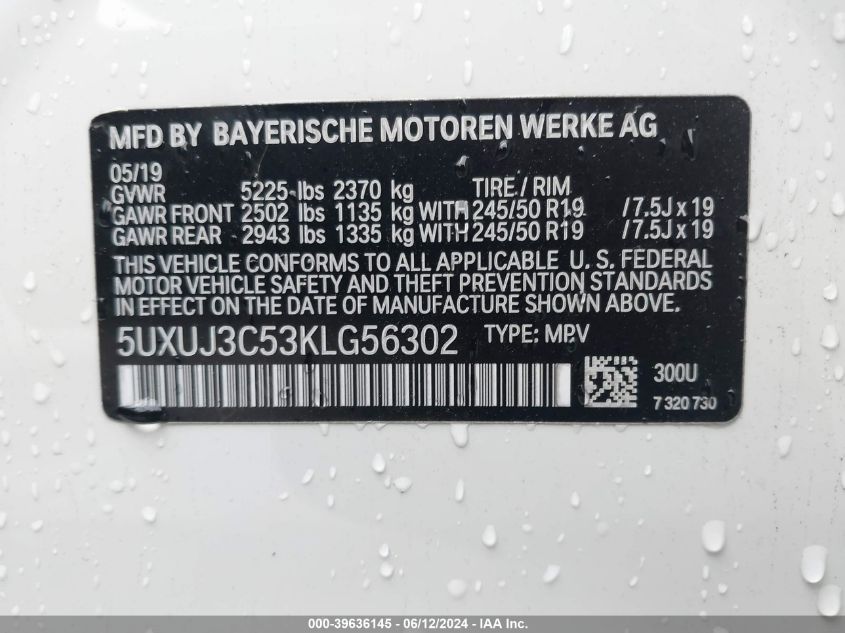 MFD BY BAYERISCHE MOTOREN WERKE AG
05/19
GVWR 5225 lbs 2370 kg TIRE / RIM
GAWR FRONT 2502 lbs 1135 kg WITH 245/50 R19 /7.5J x 19
GAWR REAR 2943 lbs 1335 kg WITH 245/50 R19 /7.5J x 19
THIS VEHICLE CONFORMS TO ALL APPLICABLE U. S. FEDERAL
MOTOR VEHICLE SAFETY AND THEFT PREVENTION STANDARDS
IN EFFECT ON THE DATE OF MANUFACTURE SHOWN ABOVE.
5UXUJ3C53KLG56302 TYPE: MPV
300U
7 320 730
000-39636145 - 06/12/2024 - IAA Inc.